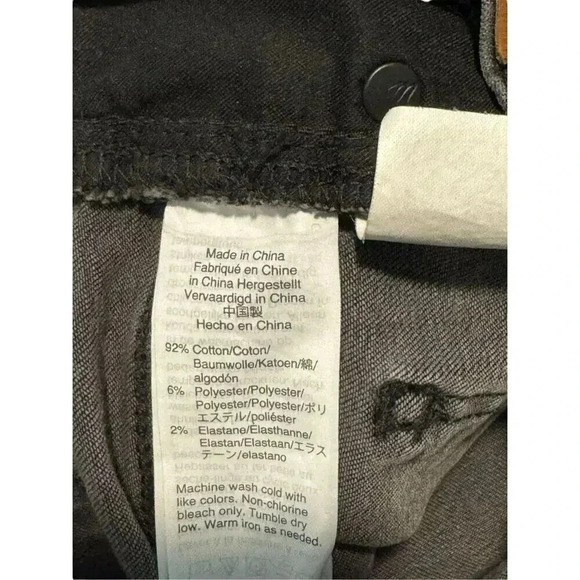 Made in China
Fabriqué en Chine
in China Hergestellt
Vervaardigd in China
中国製
Hecho en China
92% Cotton/Coton/
Baumwolle/Katoen/綿/
algodón
6% Polyester/Polyester/
Polyester/Polyester/ポリ
エステル/poliéster
2% Elastane/Élasthanne/
Elastan/Elastaan/エラス
テーン/elastano
Machine wash cold with
like colors. Non-chlorine
bleach only. Tumble dry
low. Warm iron as needed.